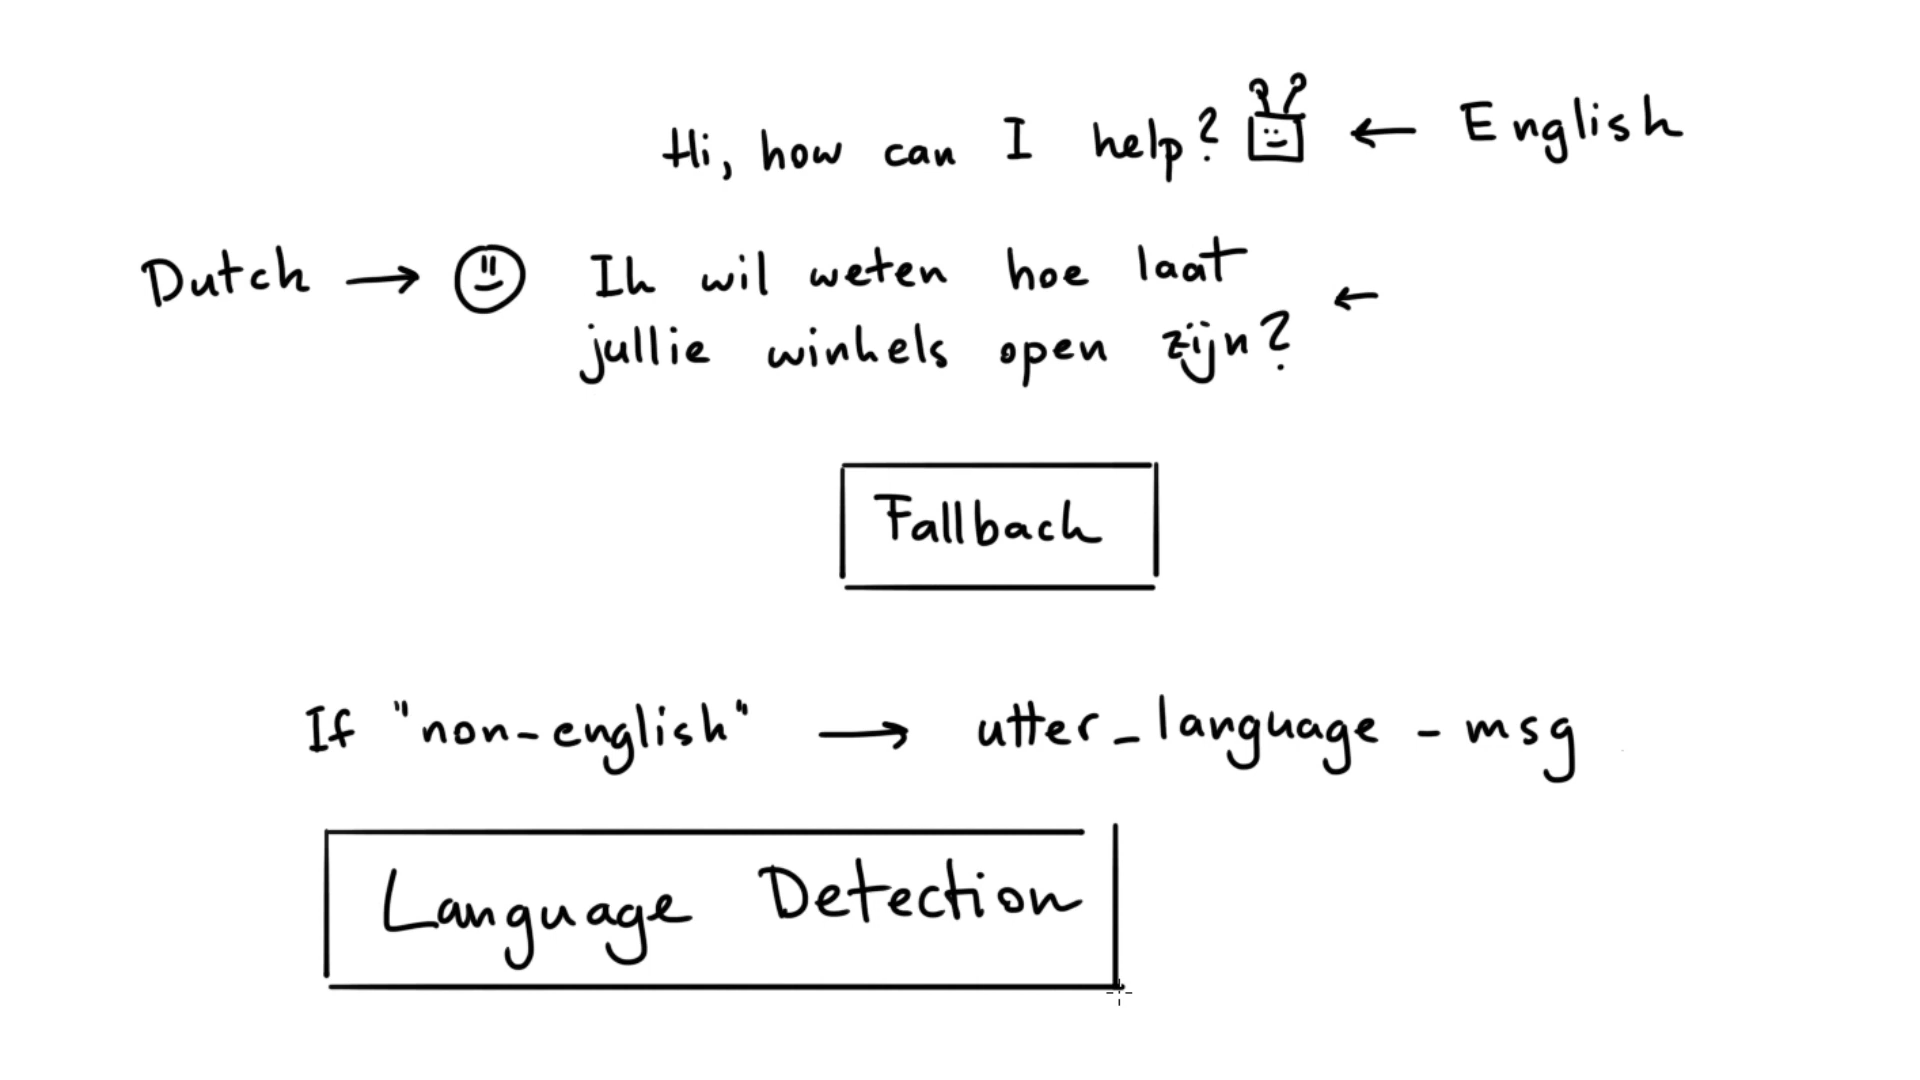 Hi, how can I help? ← English
Dutch → Ik wil weten hoe laat ←
jullie winkels open zijn?
Fallback
If "non-english" → utter_language-msg
Language Detection